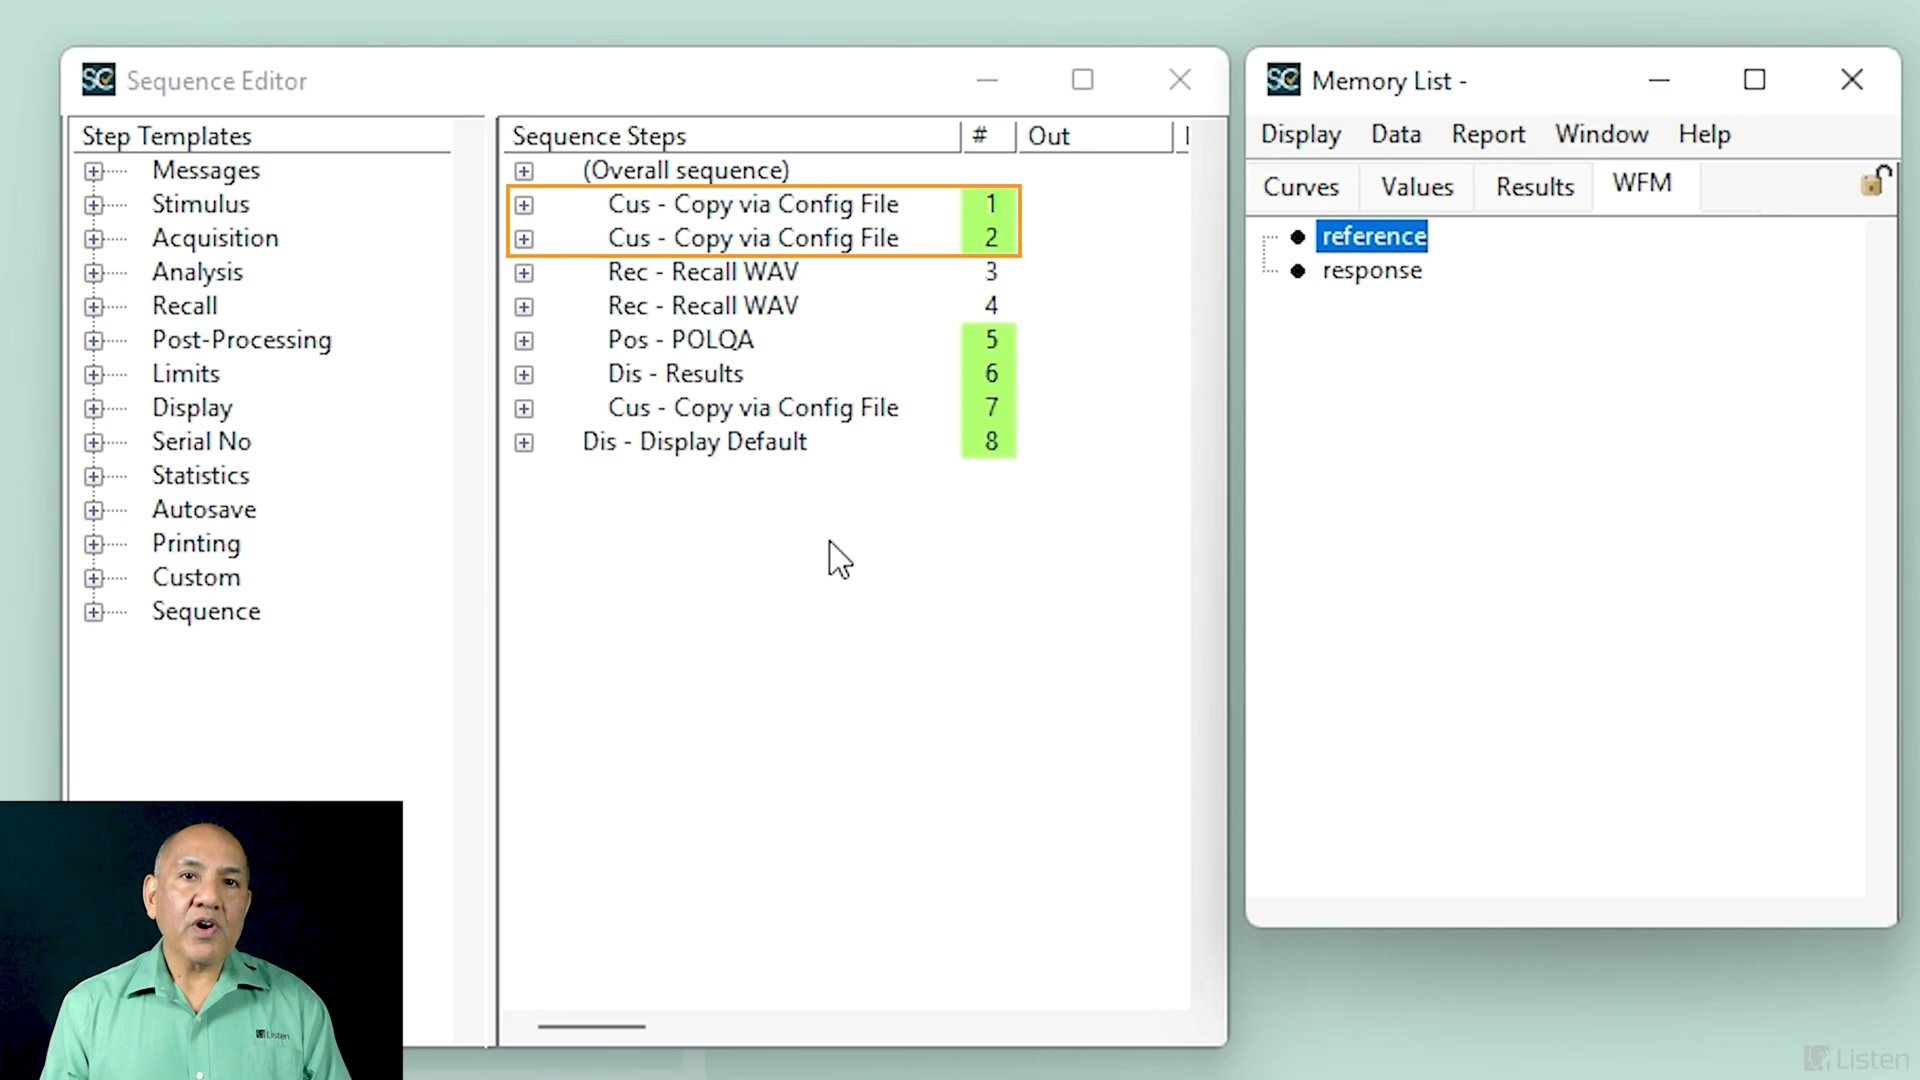 Sequence Editor
Step Templates
Messages
Stimulus
Acquisition
Analysis
Recall
Post-Processing
Limits
Display
Serial No
Statistics
Autosave
Printing
Custom
Sequence
Sequence Steps # Out
(Overall sequence)
Cus - Copy via Config File 1
Cus - Copy via Config File 2
Rec - Recall WAV 3
Rec - Recall WAV 4
Pos - POLQA 5
Dis - Results 6
Cus - Copy via Config File 7
Dis - Display Default 8
Memory List -
Display Data Report Window Help
Curves Values Results WFM
reference
response
Listen
Listen